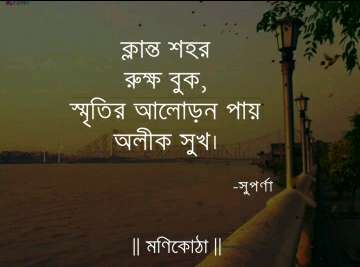 ক্লান্ত শহর
রুক্ষ বুক,
স্মৃতির আলোড়ন পায়
অলীক সুখ।
-সুপর্ণা
|| মণিকোঠা ||